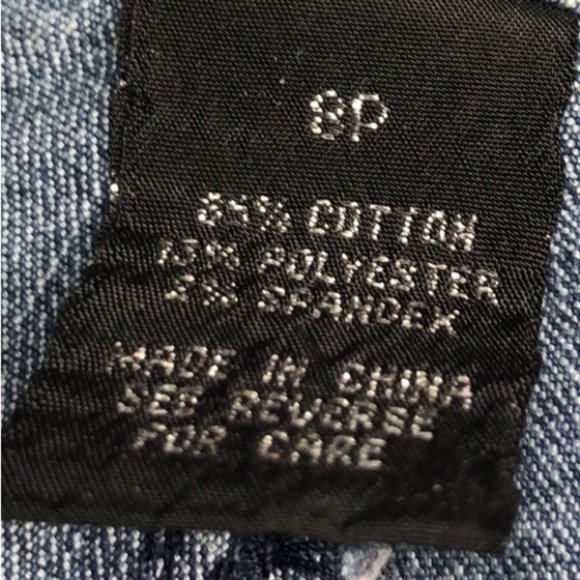 8P
85% COTTON
13% POLYESTER
2% SPANDEX
MADE IN CHINA
SEE REVERSE
FOR CARE